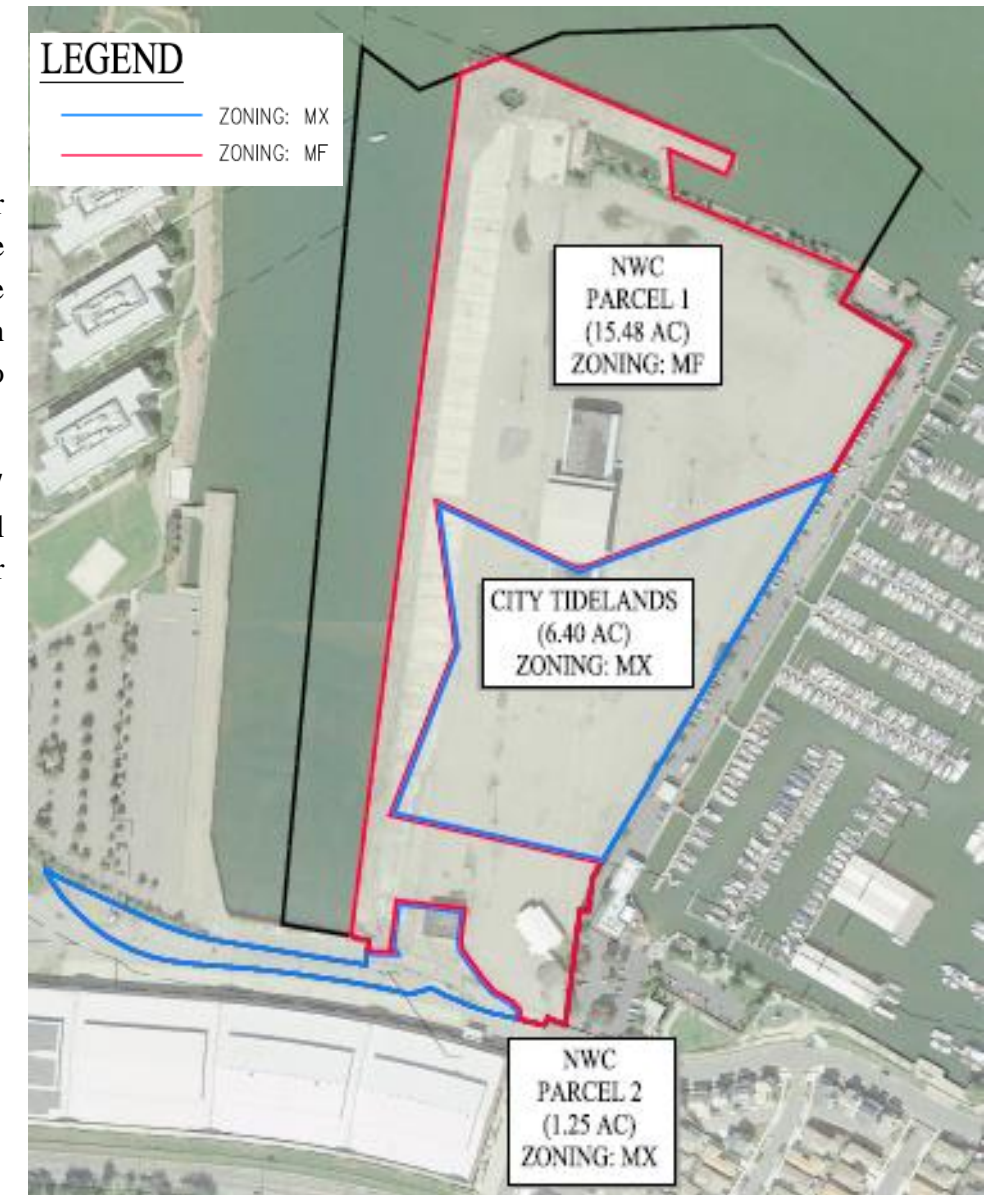 LEGEND
ZONING: MX
ZONING: MF
NWC
PARCEL 1
(15.48 AC)
ZONING: MF
CITY TIDELANDS
(6.40 AC)
ZONING: MX
NWC
PARCEL 2
(1.25 AC)
ZONING: MX